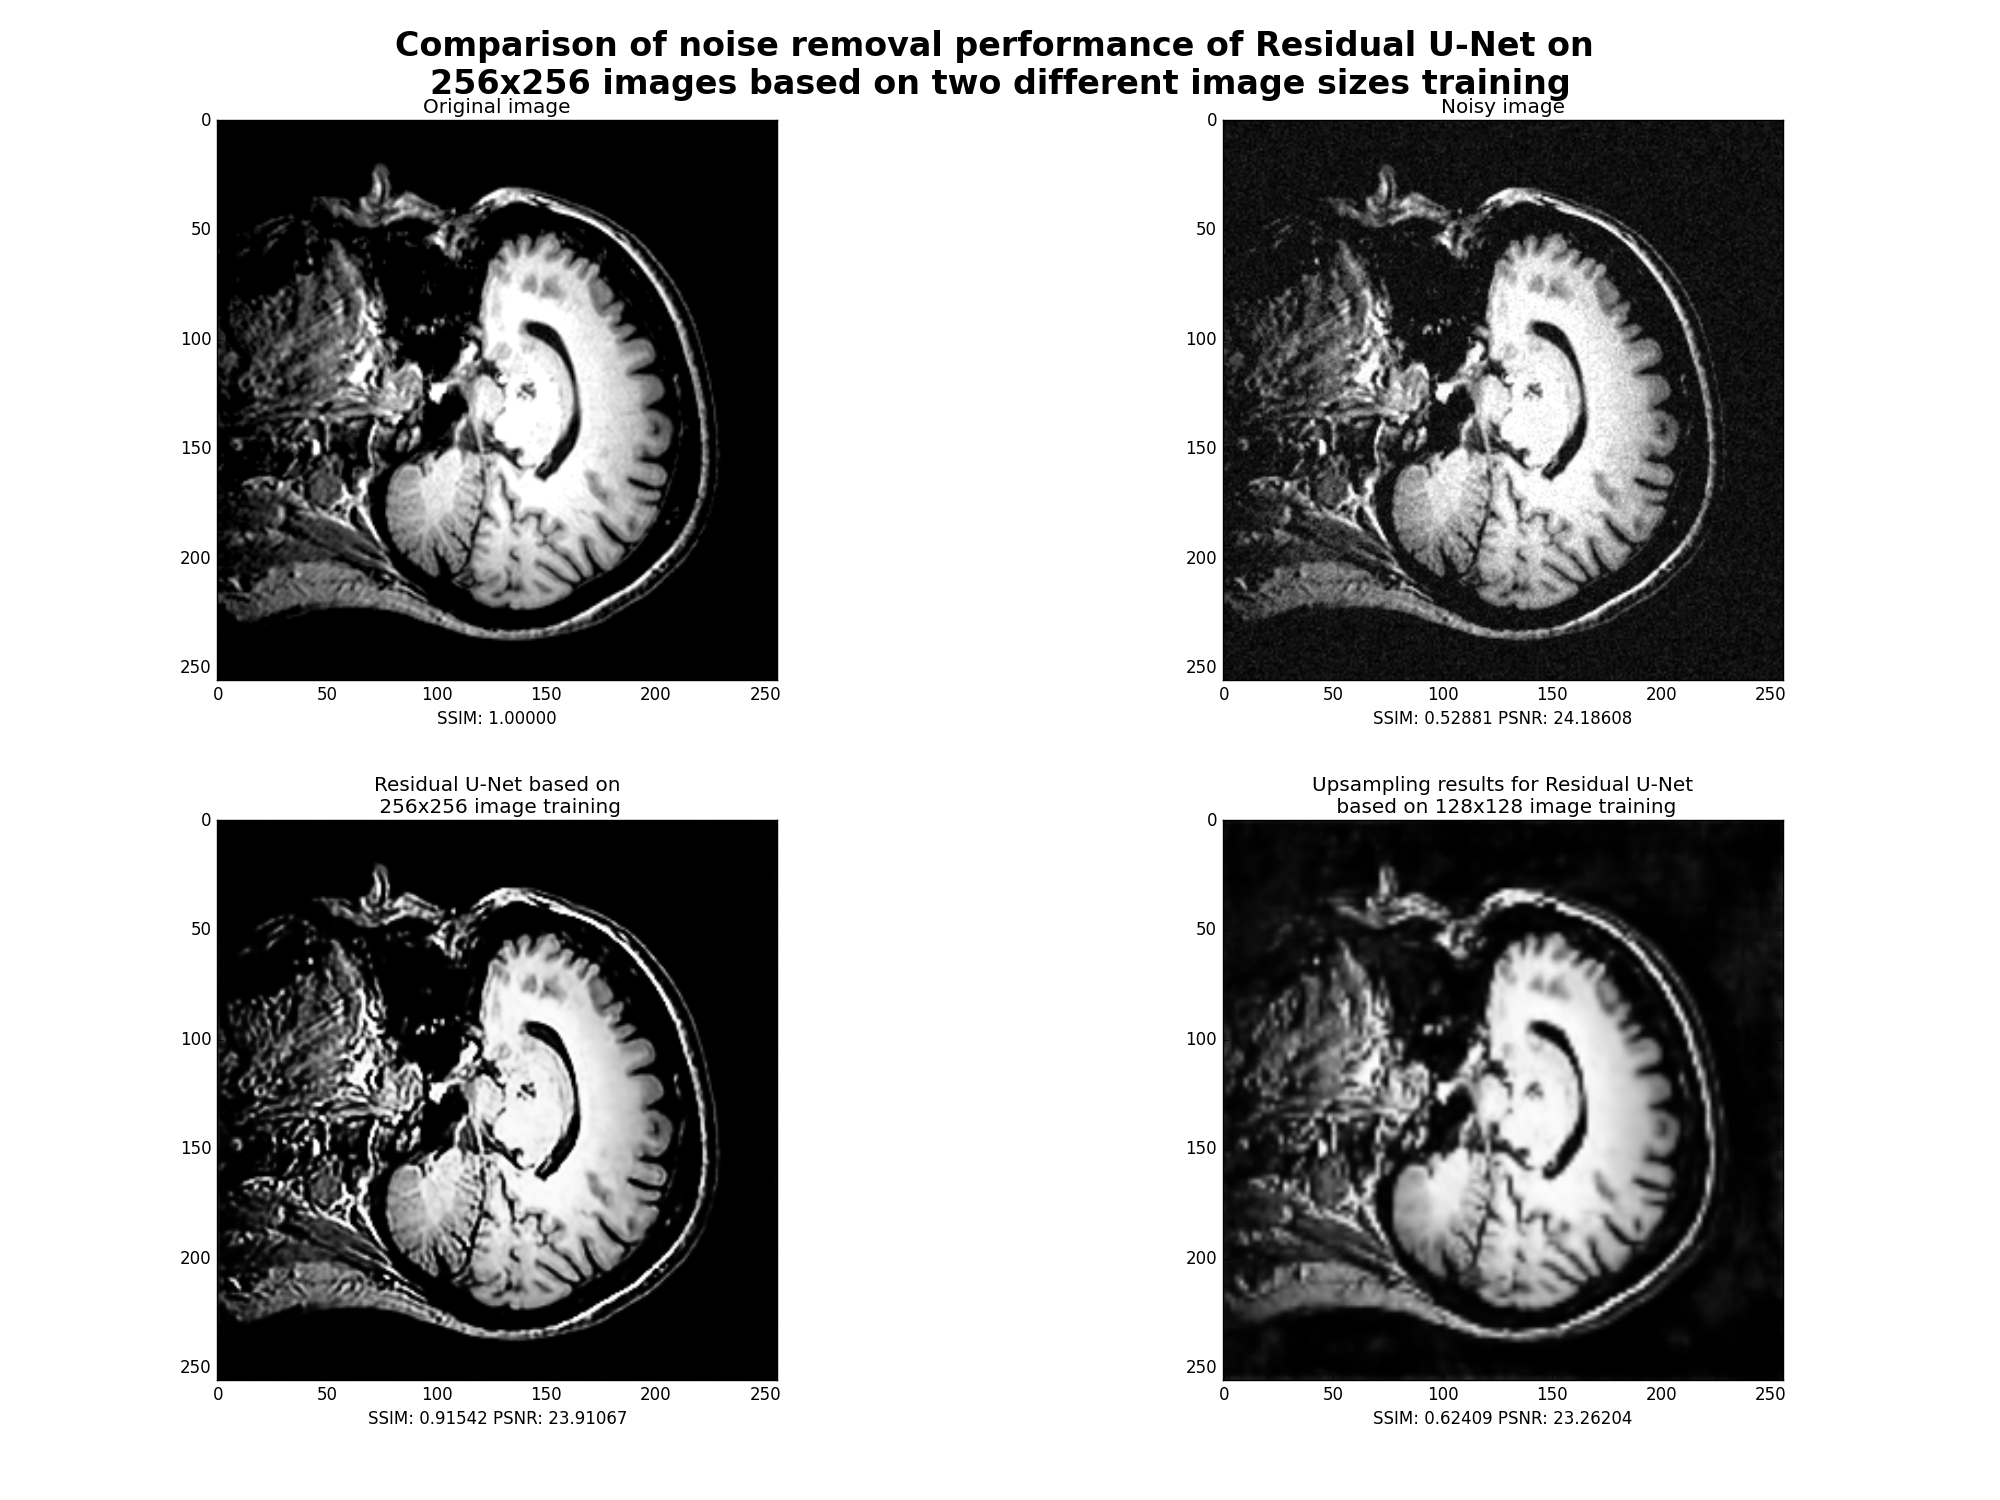 Comparison of noise removal performance of Residual U-Net on
256x256 images based on two different image sizes training
Original image
0
50
100
150
200
250
0 50 100 150 200 250
SSIM: 1.00000
Noisy image
0
50
100
150
200
250
0 50 100 150 200 250
SSIM: 0.52881 PSNR: 24.18608
Residual U-Net based on
256x256 image training
0
50
100
150
200
250
0 50 100 150 200 250
SSIM: 0.91542 PSNR: 23.91067
Upsampling results for Residual U-Net
based on 128x128 image training
0
50
100
150
200
250
0 50 100 150 200 250
SSIM: 0.62409 PSNR: 23.26204